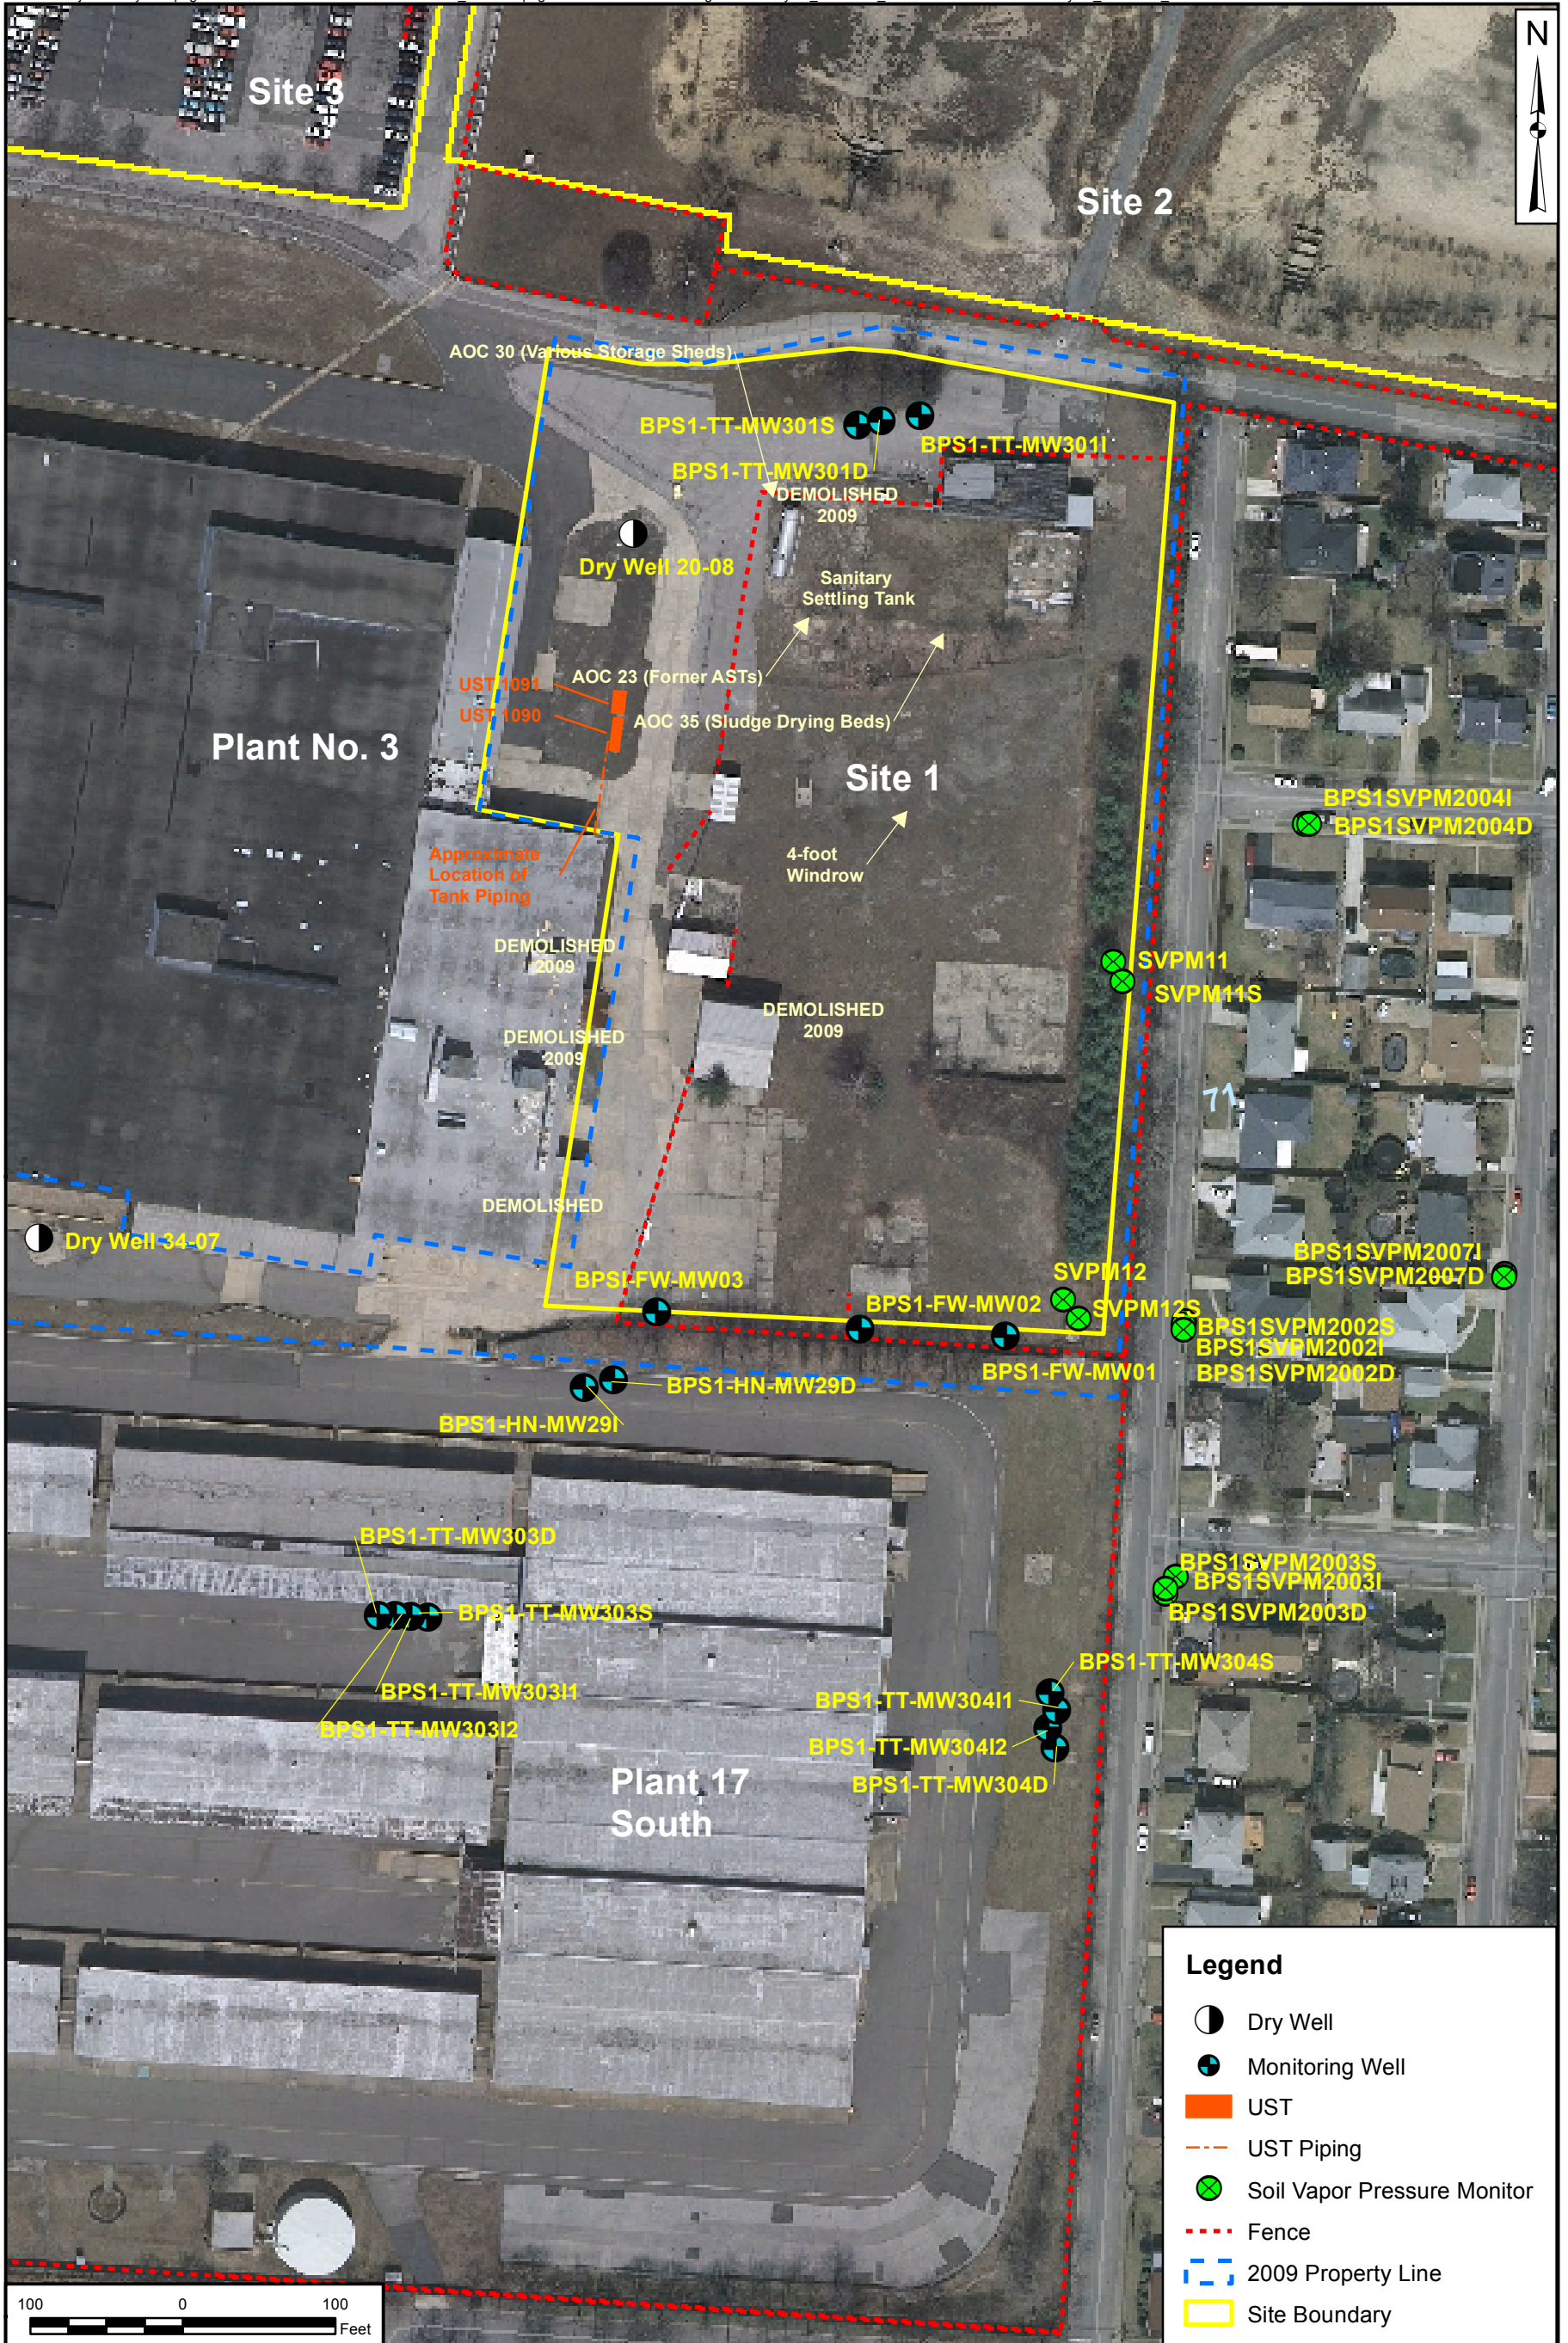 N
Site 3
Site 2
AOC 30 (Various Storage Sheds)
BPS1-TT-MW301S
BPS1-TT-MW301I
BPS1-TT-MW301D
DEMOLISHED
2009
Dry Well 20-08
Sanitary
Settling Tank
AOC 23 (Forner ASTs)
UST 1091
UST 1090
AOC 35 (Sludge Drying Beds)
Plant No. 3
Site 1
BPS1SVPM2004I
BPS1SVPM2004D
Approximate
Location of
Tank Piping
4-foot
Windrow
DEMOLISHED
2009
SVPM11
SVPM11S
DEMOLISHED
2009
DEMOLISHED
2009
71
DEMOLISHED
Dry Well 34-07
BPS1-FW-MW03
SVPM12
BPS1SVPM2007I
BPS1SVPM2007D
BPS1-FW-MW02
SVPM12S
BPS1SVPM2002S
BPS1SVPM2002I
BPS1SVPM2002D
BPS1-FW-MW01
BPS1-HN-MW29D
BPS1-HN-MW29I
BPS1-TT-MW303D
BPS1SVPM2003S
BPS1SVPM2003I
BPS1SVPM2003D
BPS1-TT-MW303S
BPS1-TT-MW304S
BPS1-TT-MW303I1
BPS1-TT-MW304I1
BPS1-TT-MW303I2
BPS1-TT-MW304I2
BPS1-TT-MW304D
Plant 17
South
Legend
Dry Well
Monitoring Well
UST
UST Piping
Soil Vapor Pressure Monitor
Fence
2009 Property Line
Site Boundary
100 0 100
Feet